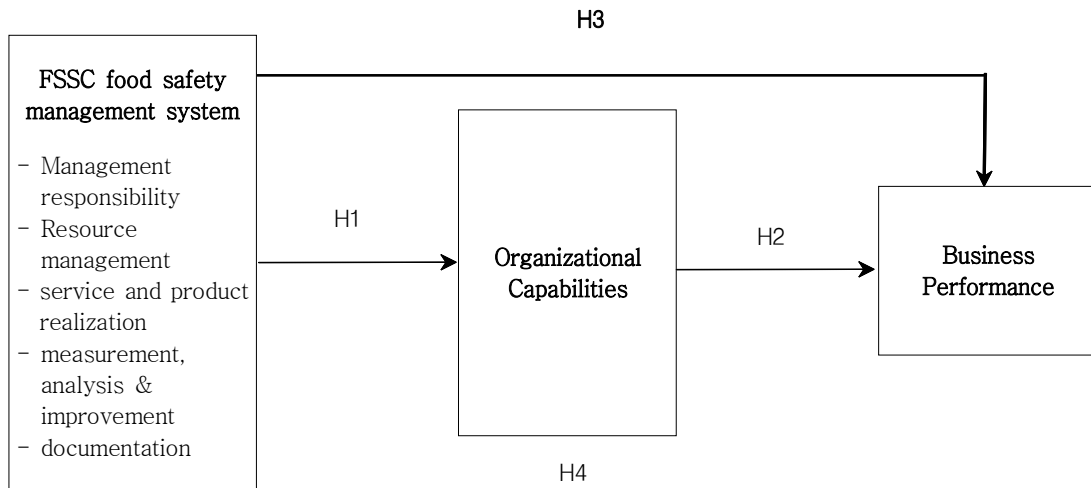 H3
FSSC food safety
management system
- Management
responsibility
- Resource
management
- service and product
realization
- measurement,
analysis &
improvement
- documentation
H1
Organizational
Capabilities
H2
Business
Performance
H4